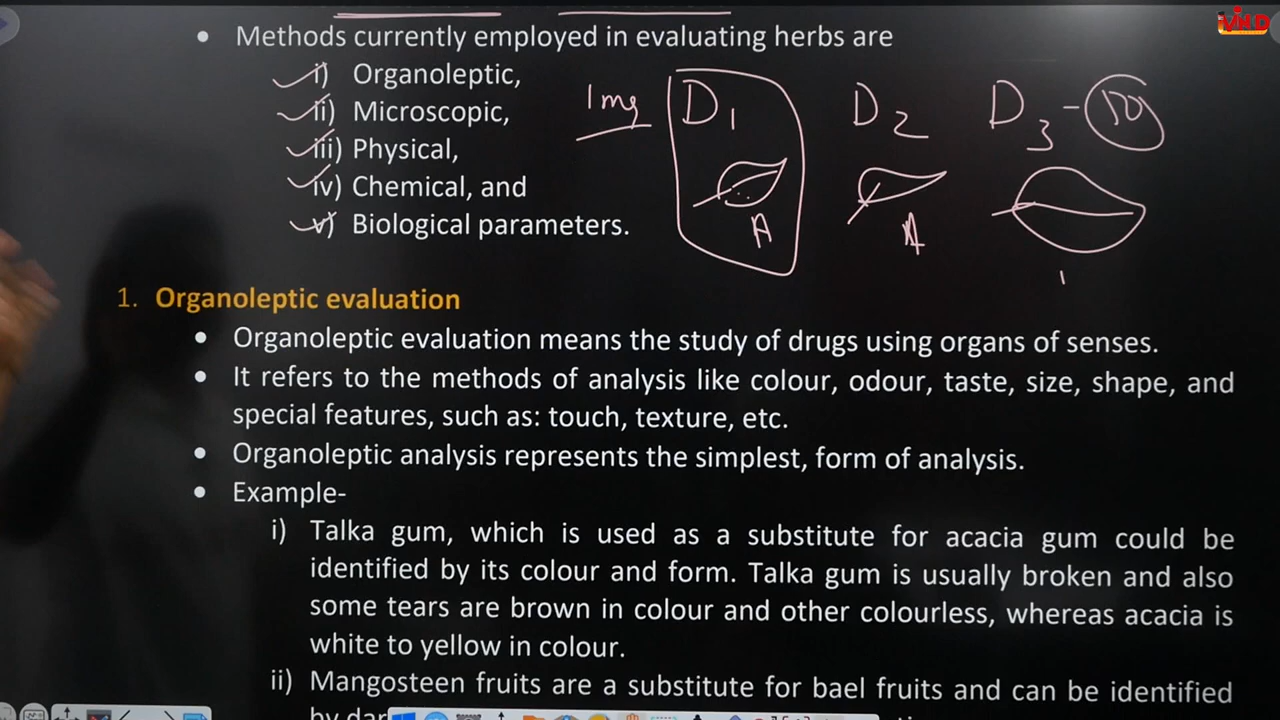 MHD
• Methods currently employed in evaluating herbs are
i) Organoleptic,
ii) Microscopic,
iii) Physical,
iv) Chemical, and
v) Biological parameters.
1mg D1 D2 D3 -
A A
1. Organoleptic evaluation
• Organoleptic evaluation means the study of drugs using organs of senses.
• It refers to the methods of analysis like colour, odour, taste, size, shape, and
special features, such as: touch, texture, etc.
• Organoleptic analysis represents the simplest, form of analysis.
• Example-
i) Talka gum, which is used as a substitute for acacia gum could be
identified by its colour and form. Talka gum is usually broken and also
some tears are brown in colour and other colourless, whereas acacia is
white to yellow in colour.
ii) Mangosteen fruits are a substitute for bael fruits and can be identified
by